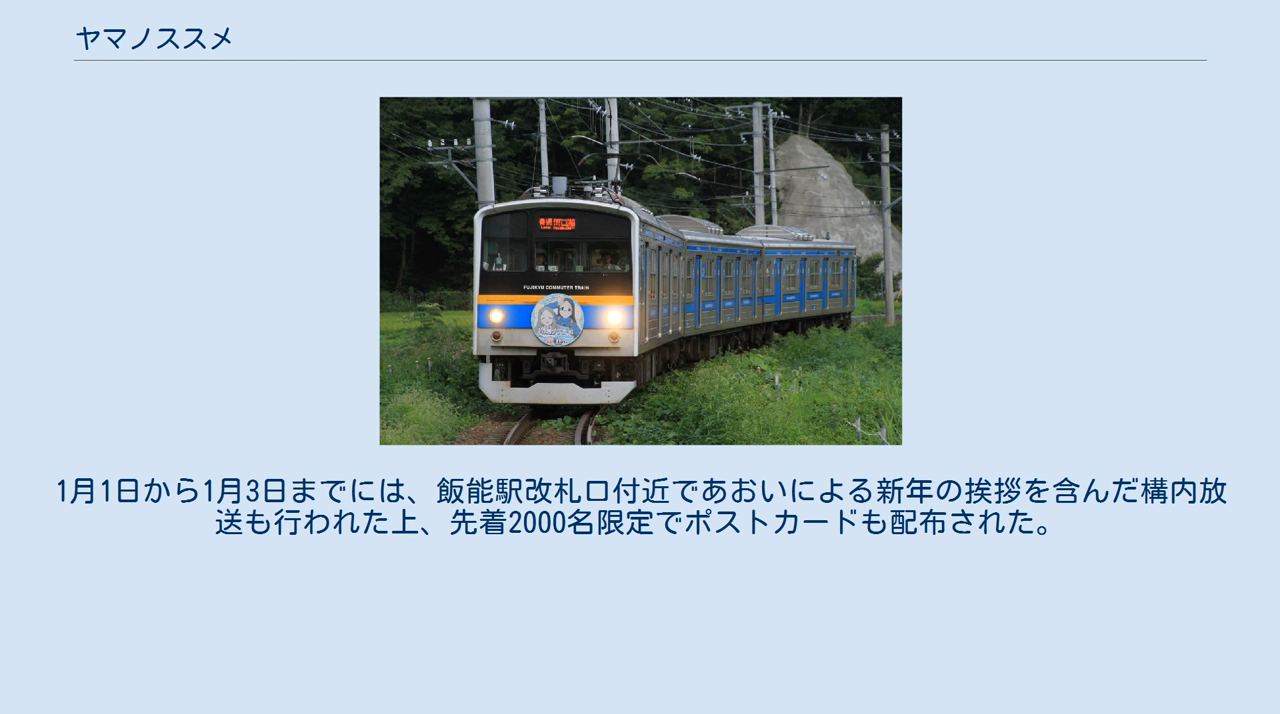 ヤマノススメ
FUJIKYU COMMUTER TRAIN
1月1日から1月3日までには、飯能駅改札口付近であおいによる新年の挨拶を含んだ構内放
送も行われた上、先着2000名限定でポストカードも配布された。